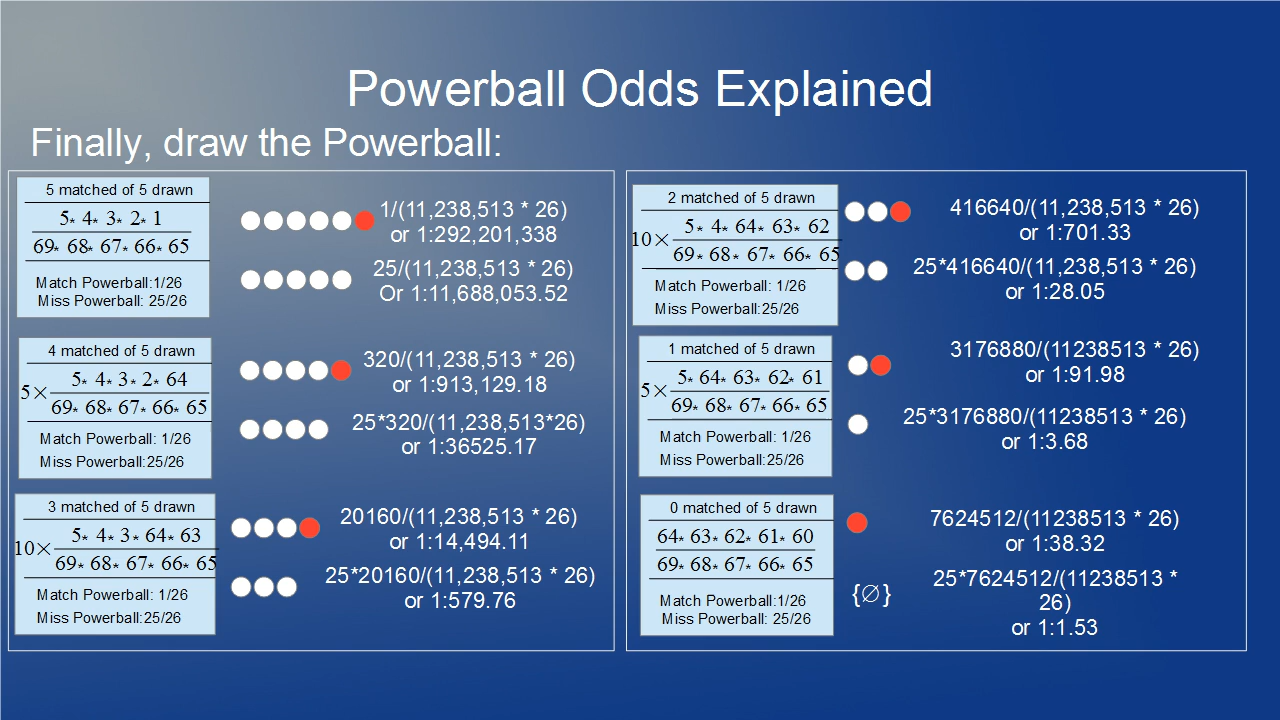 Powerball Odds Explained
Finally, draw the Powerball:
5 matched of 5 drawn
5* 4* 3* 2* 1
69* 68* 67* 66* 65
Match Powerball:1/26
Miss Powerball: 25/26
1/(11,238,513 * 26)
or 1:292,201,338
25/(11,238,513 * 26)
Or 1:11,688,053.52
4 matched of 5 drawn
5× 5* 4* 3* 2* 64
69* 68* 67* 66* 65
Match Powerball: 1/26
Miss Powerball:25/26
320/(11,238,513 * 26)
or 1:913,129.18
25*320/(11,238,513*26)
or 1:36525.17
3 matched of 5 drawn
10× 5* 4* 3* 64* 63
69* 68* 67* 66* 65
Match Powerball: 1/26
Miss Powerball:25/26
20160/(11,238,513 * 26)
or 1:14,494.11
25*20160/(11,238,513 * 26)
or 1:579.76
2 matched of 5 drawn
10× 5* 4* 64* 63* 62
69* 68* 67* 66* 65
Match Powerball: 1/26
Miss Powerball:25/26
416640/(11,238,513 * 26)
or 1:701.33
25*416640/(11,238,513 * 26)
or 1:28.05
1 matched of 5 drawn
5× 5* 64* 63* 62* 61
69* 68* 67* 66* 65
Match Powerball: 1/26
Miss Powerball:25/26
3176880/(11238513 * 26)
or 1:91.98
25*3176880/(11238513 * 26)
or 1:3.68
0 matched of 5 drawn
64* 63* 62* 61* 60
69* 68* 67* 66* 65
Match Powerball:1/26
Miss Powerball: 25/26
7624512/(11238513 * 26)
or 1:38.32
{∅}
25*7624512/(11238513 *
26)
or 1:1.53